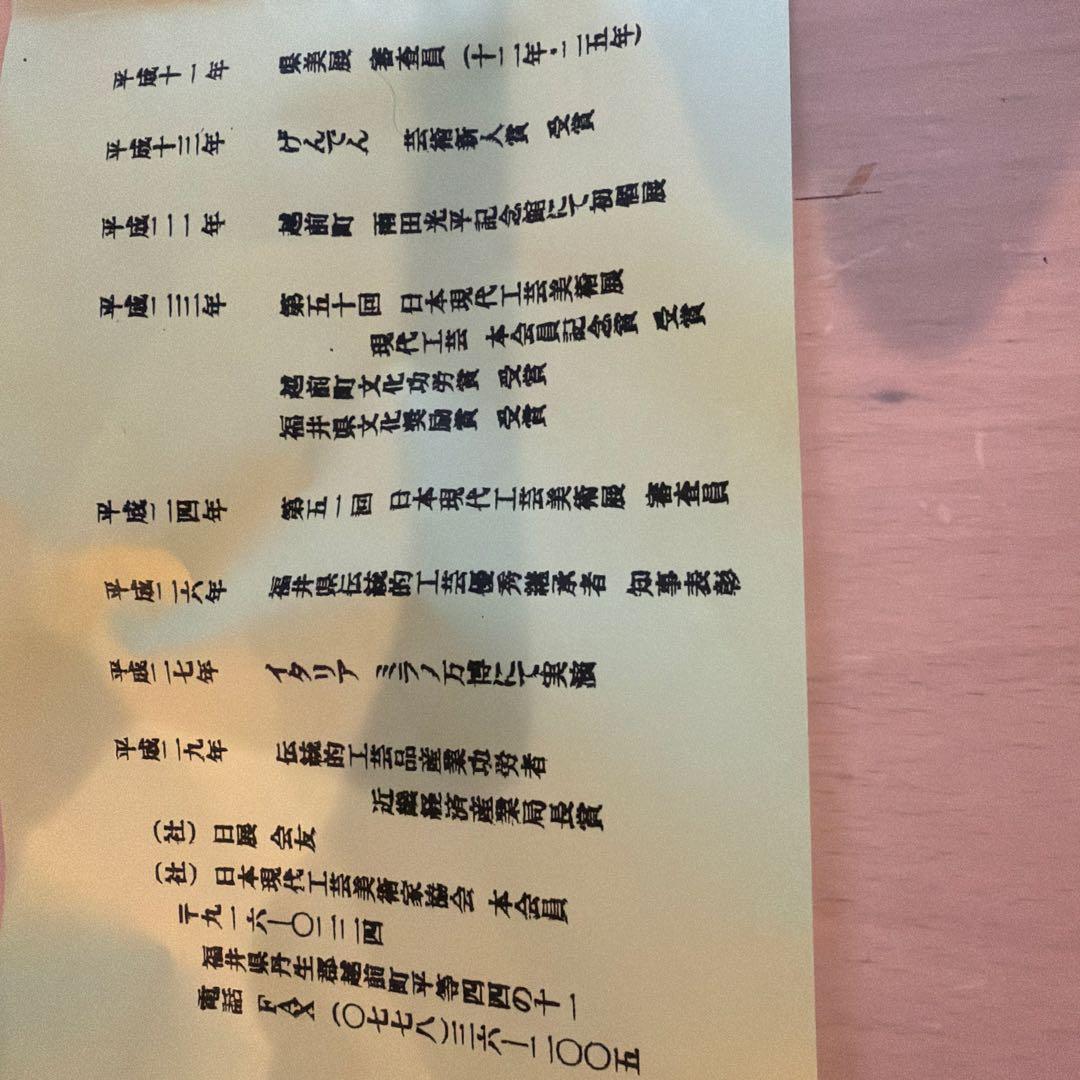 平成十一年 県美展 審査員 (十二年・二五年)
平成十三年 げんでん 芸術新人賞 受賞
平成二一年 越前町 雨田光平記念館にて初個展
平成二三年 第五十回 日本現代工芸美術展
現代工芸 本会員記念賞 受賞
越前町文化功労賞 受賞
福井県文化奨励賞 受賞
平成二四年 第五一回 日本現代工芸美術展 審査員
平成二六年 福井県伝統的工芸優秀継承者 知事表彰
平成二七年 イタリア ミラノ万博にて実演
平成二九年 伝統的工芸品産業功労者
近畿経済産業局長賞
(社) 日展 会友
(社) 日本現代工芸美術家協会 本会員
〒九一六ー〇二三四
福井県丹生郡越前町平等四四の十一
電話 FAX (〇七七八)三六ー二〇〇五